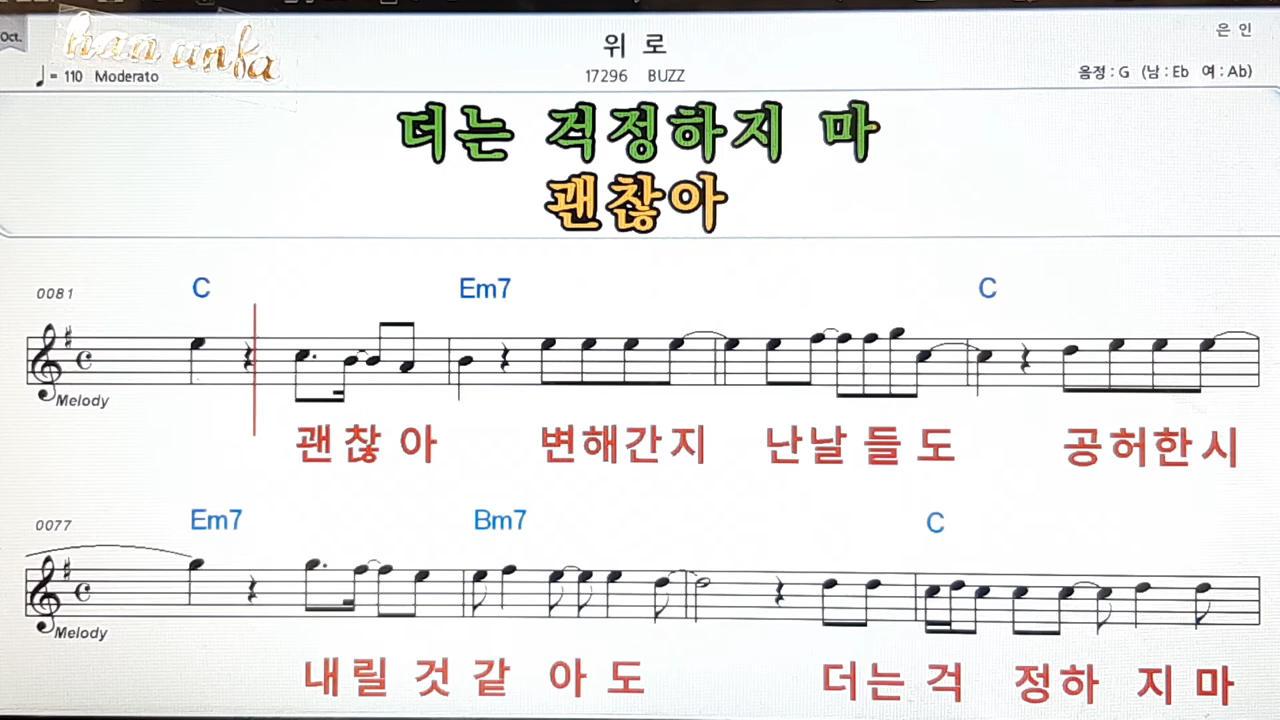 Oct.
han unfa
위 로
은 인
♩= 110 Moderato
17296 BUZZ
음정 : G (남 : Eb 여 : Ab)
더는 걱정하지 마
괜찮아
0081
C Em7 C
Melody
괜 찮 아 변해간지 난날 들 도 공허한시
0077
Em7 Bm7 C
Melody
내릴 것 같 아 도 더는 걱 정하 지 마